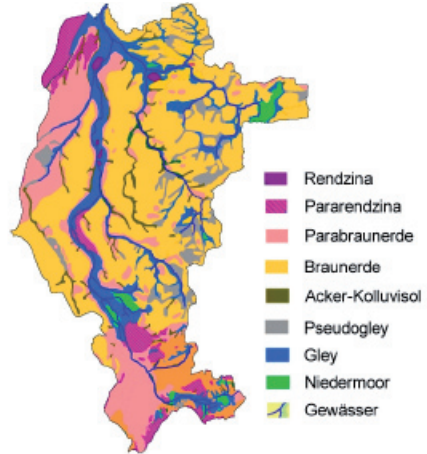 Rendzina
Pararendzina
Parabraunerde
Braunerde
Acker-Kolluvisol
Pseudogley
Gley
Niedermoor
Gewässer